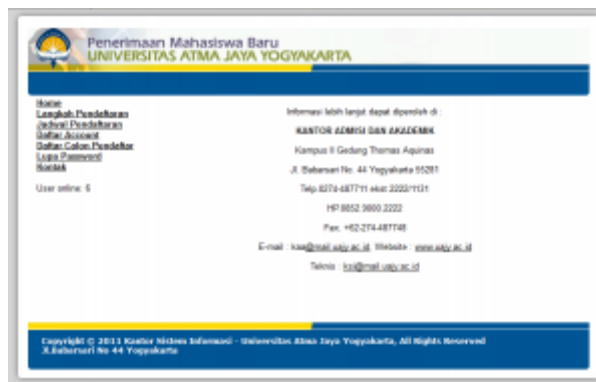 Penerimaan Mahasiswa Baru
UNIVERSITAS ATMA JAYA YOGYAKARTA
Home
Langkah Pendaftaran
Jadwal Pendaftaran
Daftar Account
Daftar Calon Pendaftar
Lupa Password
Kontak
User online: 6
Informasi lebih lanjut dapat diperoleh di :
KANTOR ADMISI DAN AKADEMIK
Kampus II Gedung Thomas Aquinas
Jl. Babarsari No. 44 Yogyakarta 55281
Telp.0274-487711 ekst 2222/1131
HP.0852.9800.2222
Fax. +62-274-487748
E-mail : kaa@mail.uajy.ac.id, Website : www.uajy.ac.id
Teknis : ksi@mail.uajy.ac.id
Copyright © 2011 Kantor Sistem Informasi - Universitas Atma Jaya Yogyakarta, All Rights Reserved
Jl.Babarsari No 44 Yogyakarta